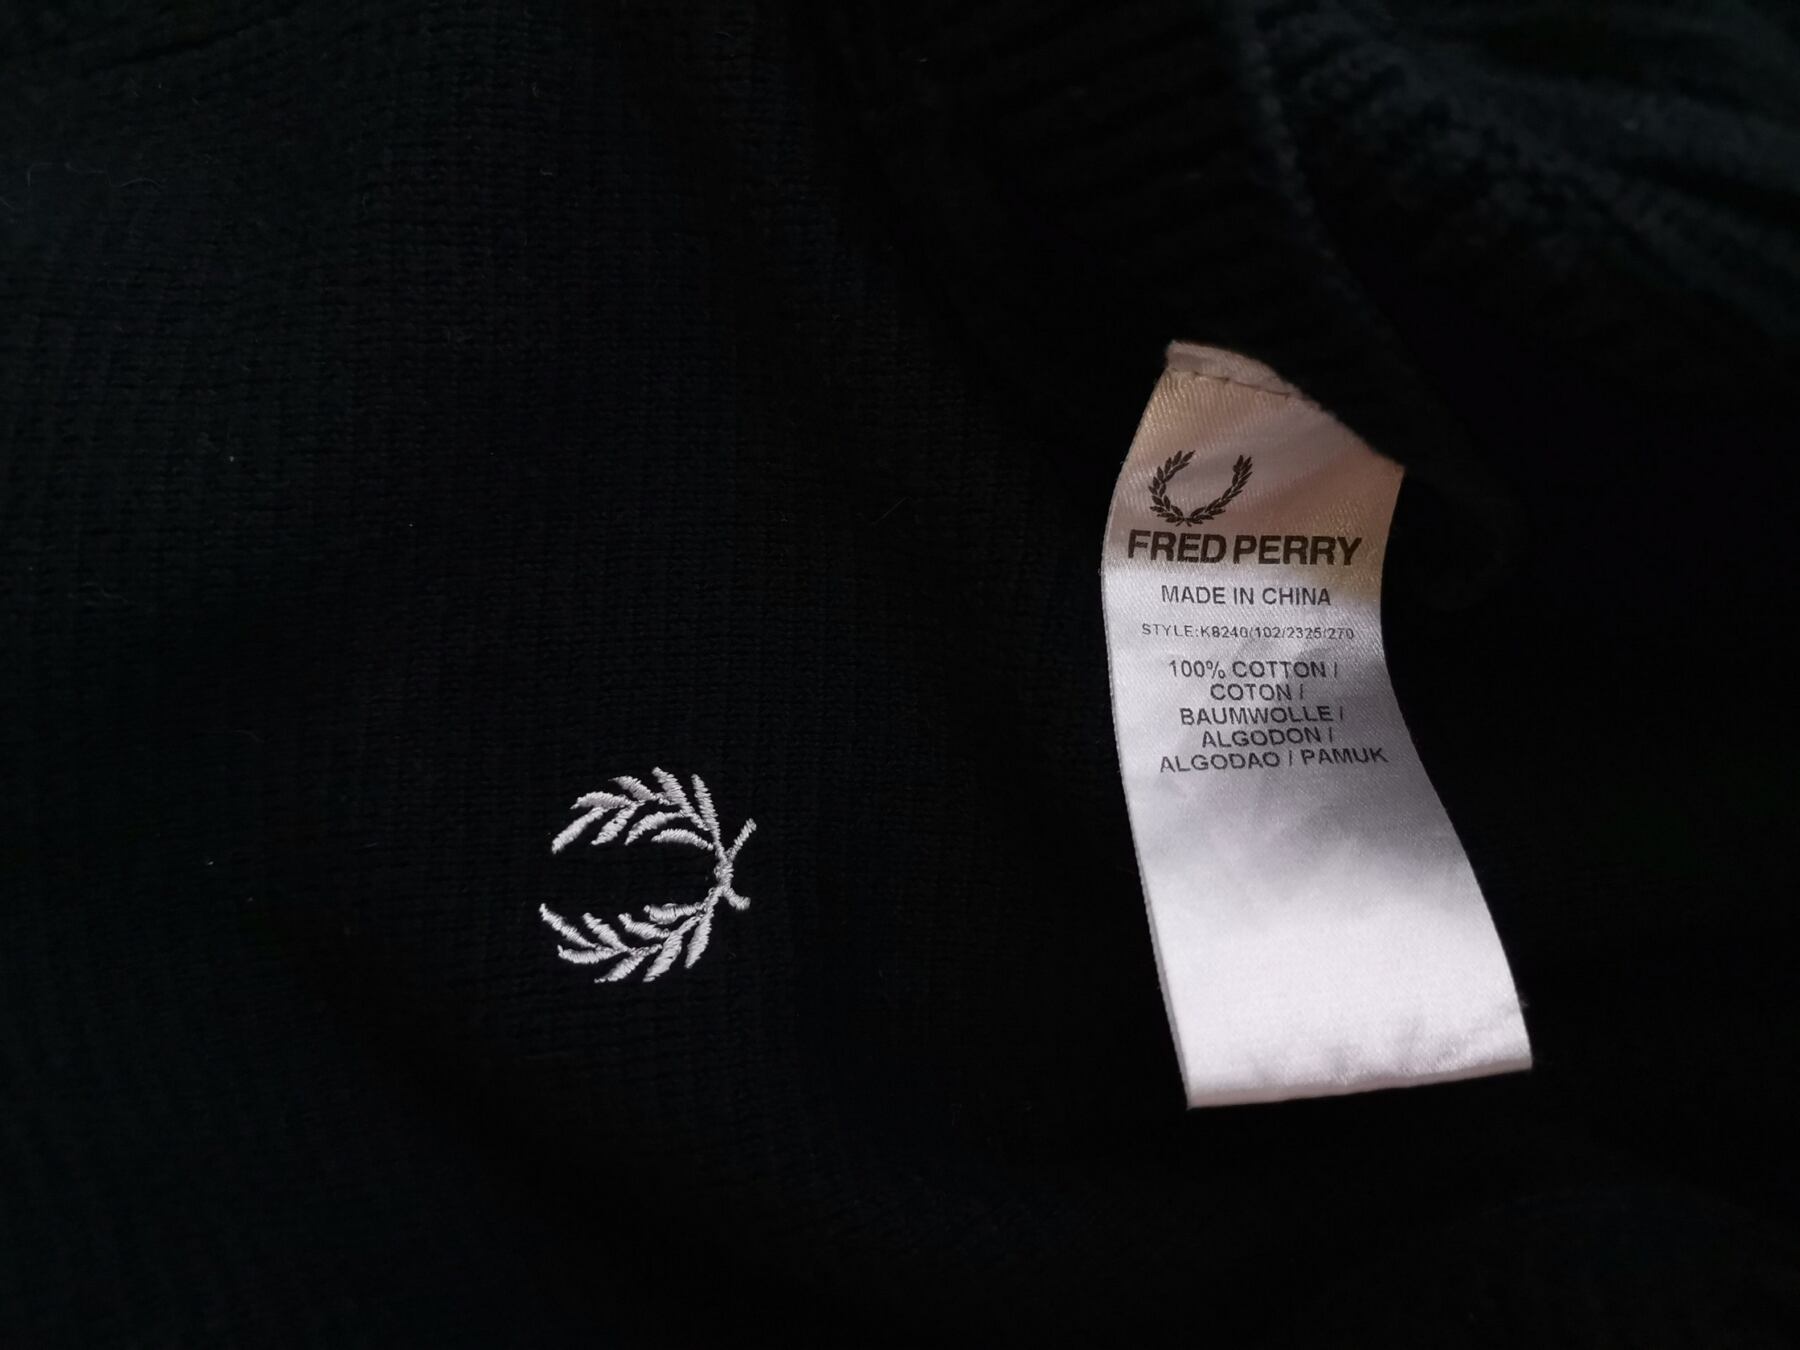 FRED PERRY
MADE IN CHINA
STYLE:K8240/102/2325/270
100% COTTON /
COTON /
BAUMWOLLE /
ALGODON /
ALGODAO / PAMUK